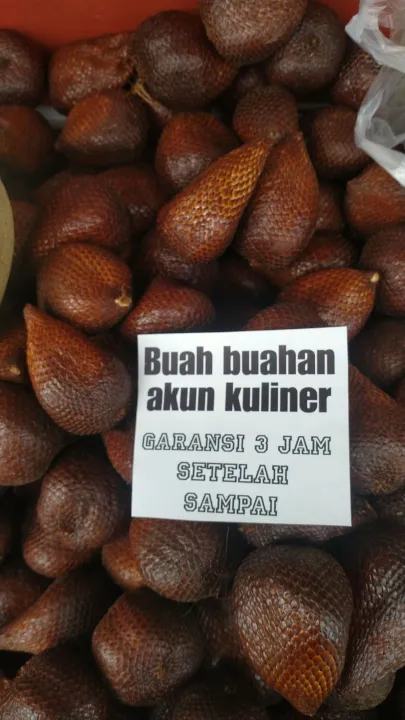 Buah buahan
akun kuliner
GARANSI 3 JAM
SETELAH
SAMPAI